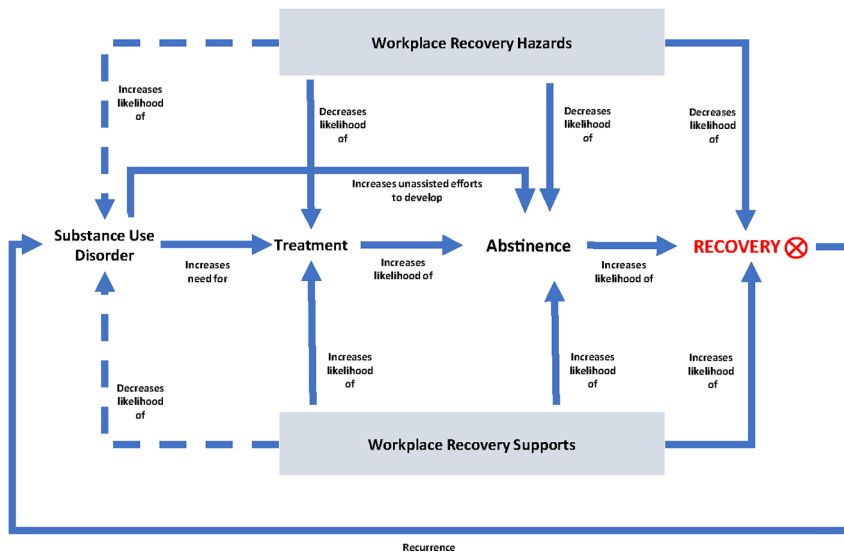 Workplace Recovery Hazards
Increases
likelihood
of
Decreases
likelihood
of
Decreases
likelihood
of
Decreases
likelihood
of
Increases unassisted efforts
to develop
Substance Use
Disorder
Increases
need for
Treatment
Increases
likelihood of
Abstinence
Increases
likelihood of
RECOVERY
Decreases
likelihood
of
Increases
likelihood
of
Increases
likelihood
of
Increases
likelihood
of
Workplace Recovery Supports
Recurrence